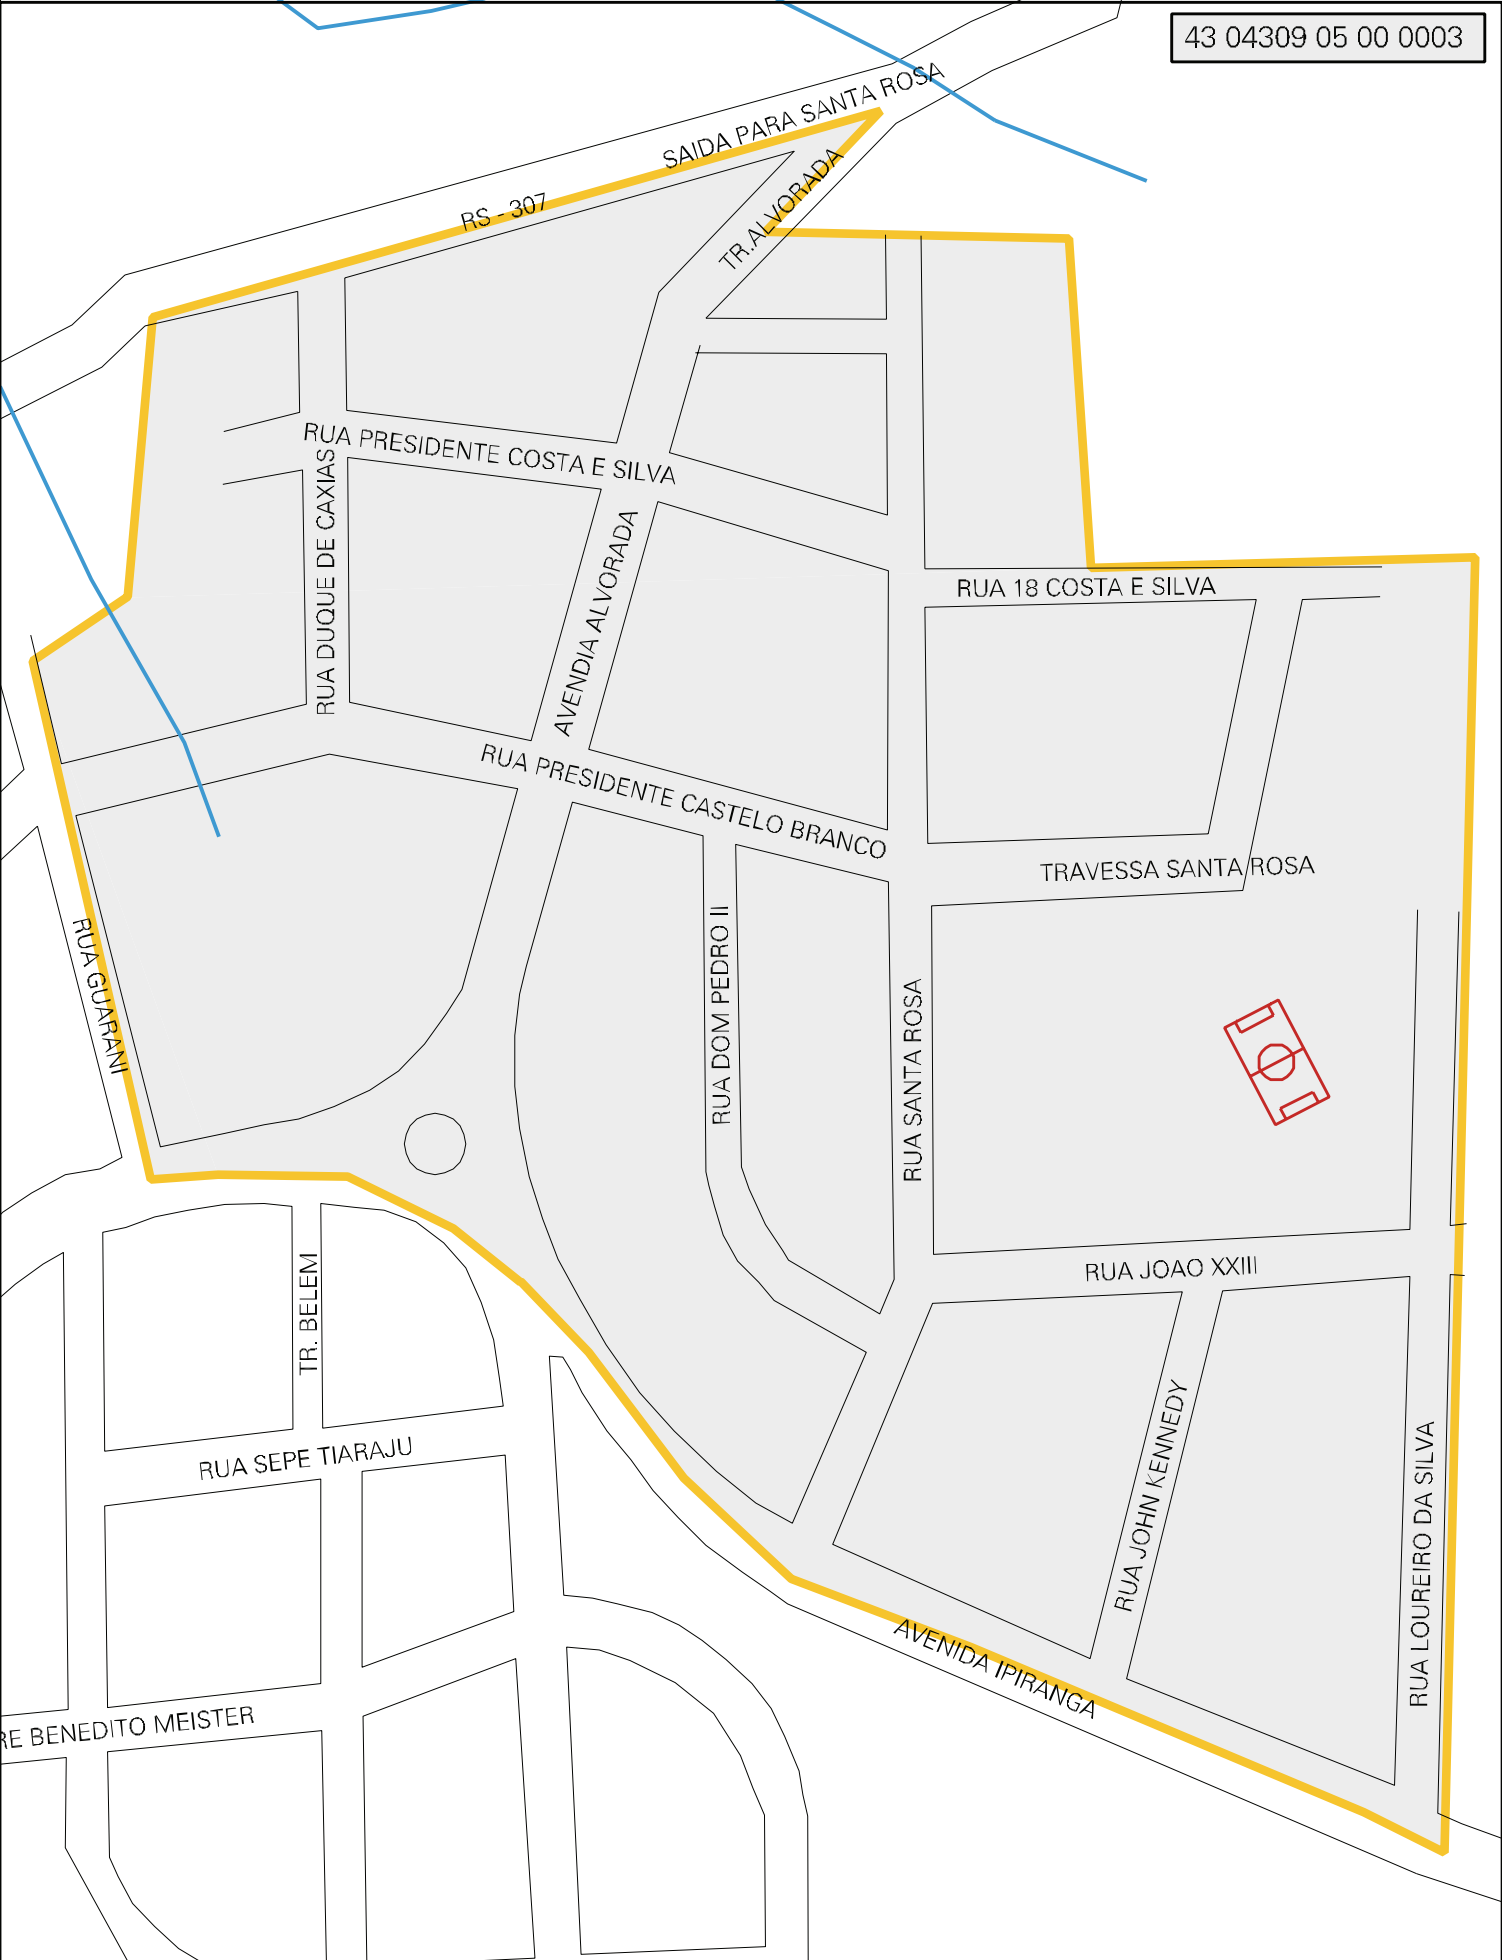 43 04309 05 00 0003
SAIDA PARA SANTA ROSA
RS - 307
TR.ALVORADA
RUA PRESIDENTE COSTA E SILVA
RUA DUQUE DE CAXIAS
AVENDIA ALVORADA
RUA 18 COSTA E SILVA
RUA PRESIDENTE CASTELO BRANCO
TRAVESSA SANTA ROSA
RUA GUARANI
RUA DOM PEDRO II
RUA SANTA ROSA
RUA JOAO XXIII
TR. BELEM
RUA SEPE TIARAJU
RUA JOHN KENNEDY
RUA LOUREIRO DA SILVA
AVENIDA IPIRANGA
RE BENEDITO MEISTER